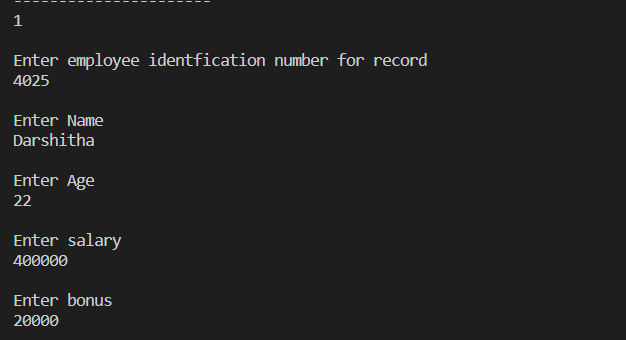 ----------------------
1
Enter employee identfication number for record
4025
Enter Name
Darshitha
Enter Age
22
Enter salary
400000
Enter bonus
20000